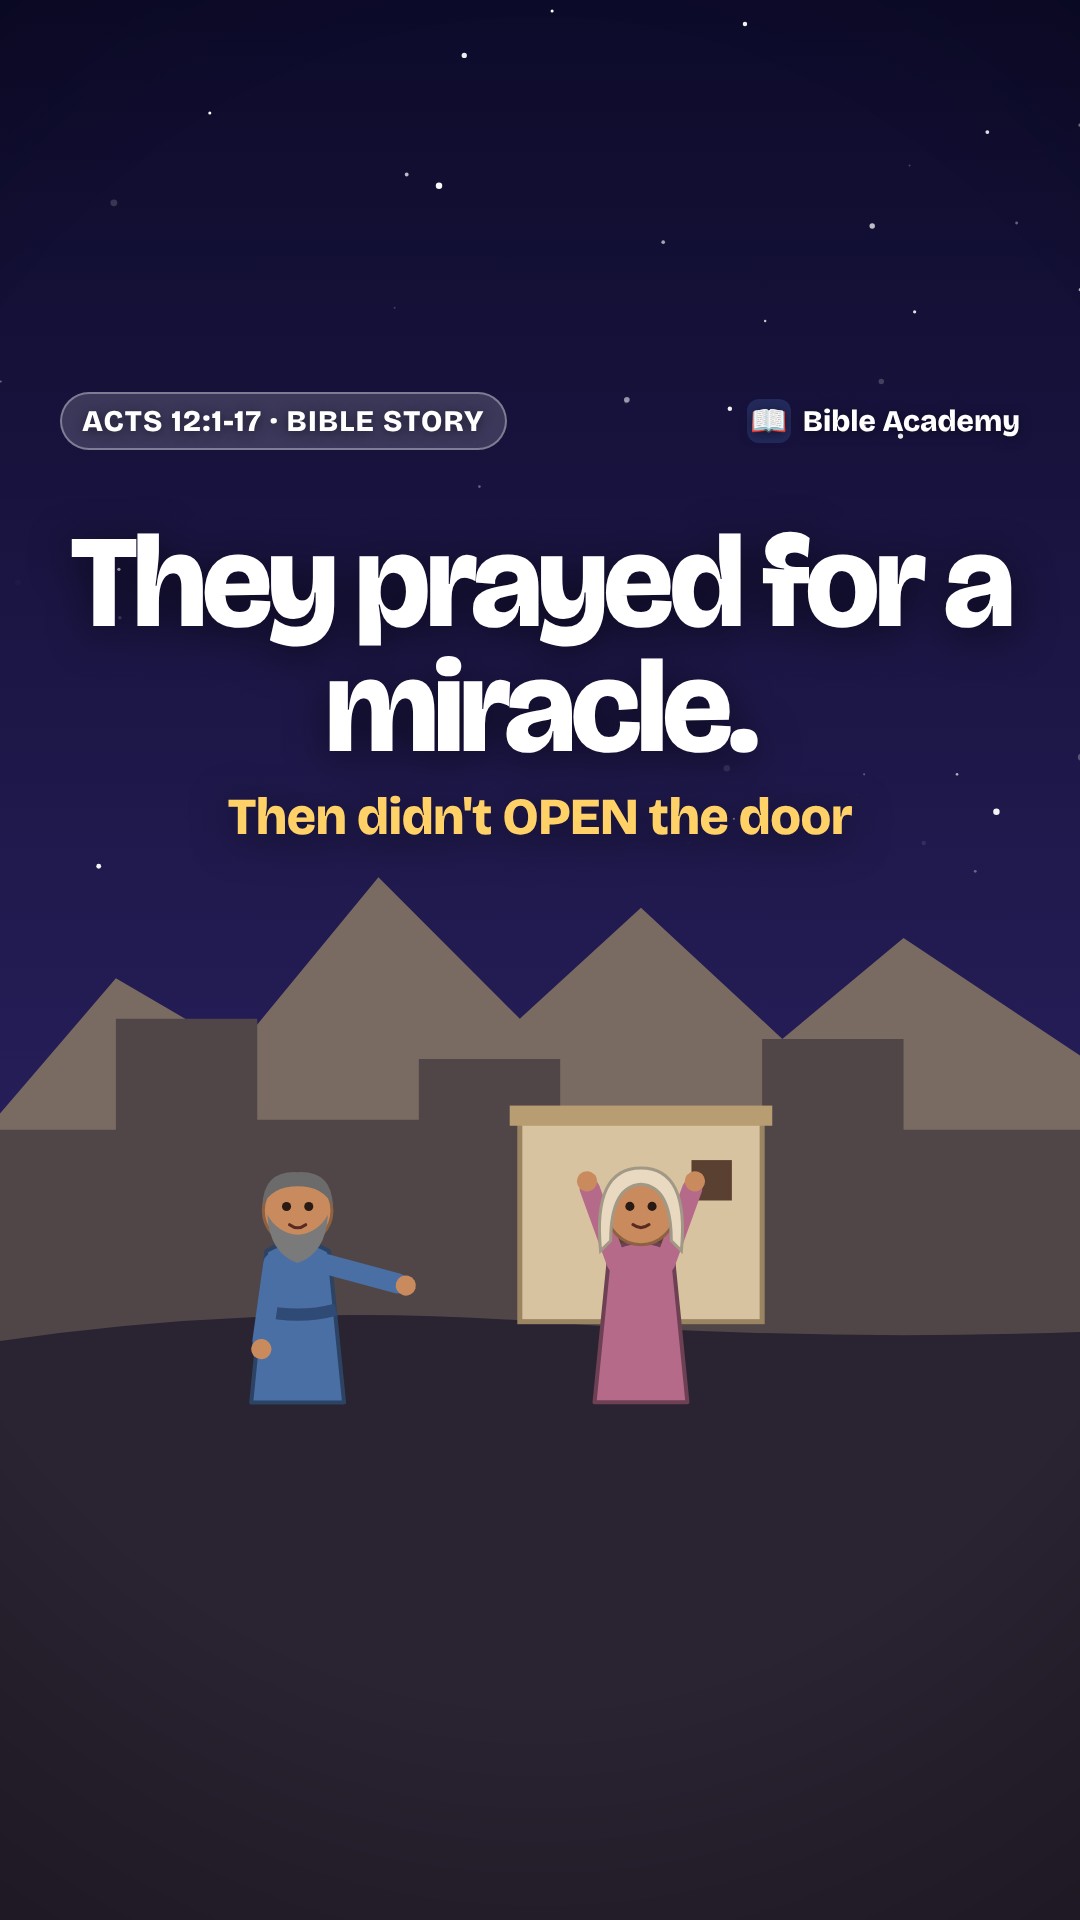 ACTS 12:1-17 • BIBLE STORY
Bible Academy
They prayed for a
miracle.
Then didn't OPEN the door